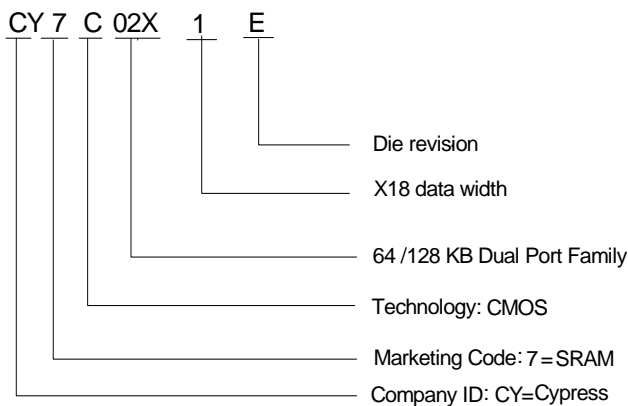 CY 7 C 02X 1 E
Die revision
X18 data width
64 /128 KB Dual Port Family
Technology: CMOS
Marketing Code: 7=SRAM
Company ID: CY=Cypress